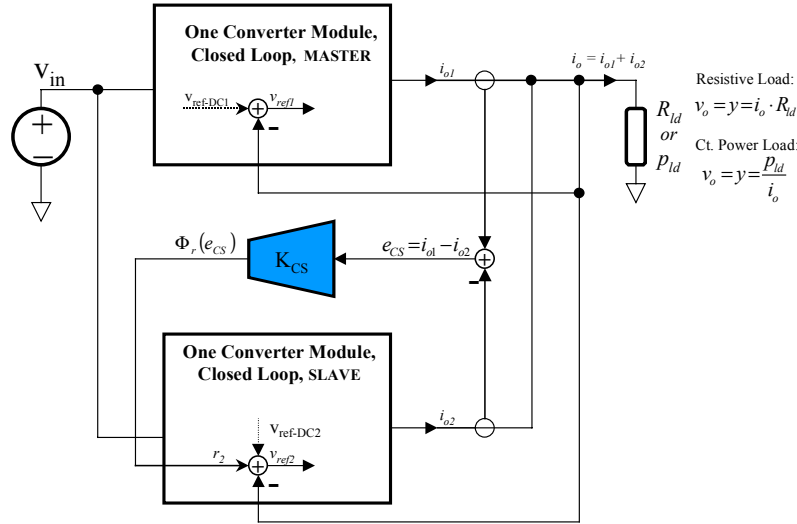 One Converter Module,
Closed Loop, MASTER
v_ref-DC1
v_ref1
+
-
v_in
+
-
i_o1
i_o = i_o1 + i_o2
R_ld
or
p_ld
Resistive Load:
v_o = y = i_o · R_ld
Ct. Power Load:
v_o = y = p_ld / i_o
Φ_r(e_CS)
K_CS
e_CS = i_o1 − i_o2
+
-
One Converter Module,
Closed Loop, SLAVE
v_ref-DC2
r_2
+
v_ref2
-
i_o2